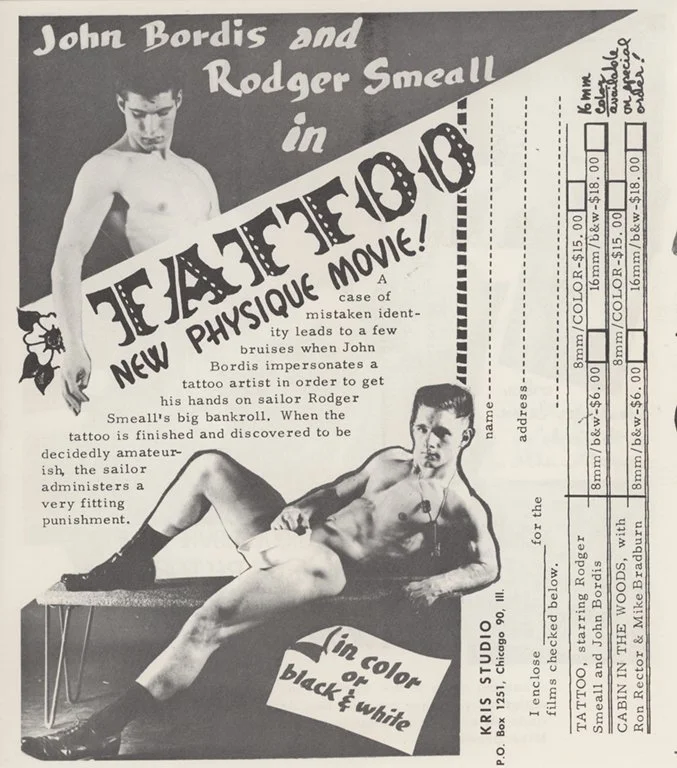 John Bordis and
Rodger Smeall
in
TATTOO
NEW PHYSIQUE MOVIE!
A
case of
mistaken ident-
ity leads to a few
bruises when John
Bordis impersonates a
tattoo artist in order to get
his hands on sailor Rodger
Smeall's big bankroll. When the
tattoo is finished and discovered to be
decidedly amateur-
ish, the sailor
administers a
very fitting
punishment.
in color
or
black & white
KRIS STUDIO
P.O. Box 1251, Chicago 90, Ill.
name
address
I enclose ________ for the
films checked below.
TATTOO, starring Rodger
Smeall and John Bordis
8mm/COLOR-$15.00
8mm/b&w-$6.00
16mm/b&w-$18.00
CABIN IN THE WOODS, with
Ron Rector & Mike Bradburn
8mm/COLOR-$15.00
8mm/b&w-$6.00
16mm/b&w-$18.00
16 mm
color
available
on special
order!